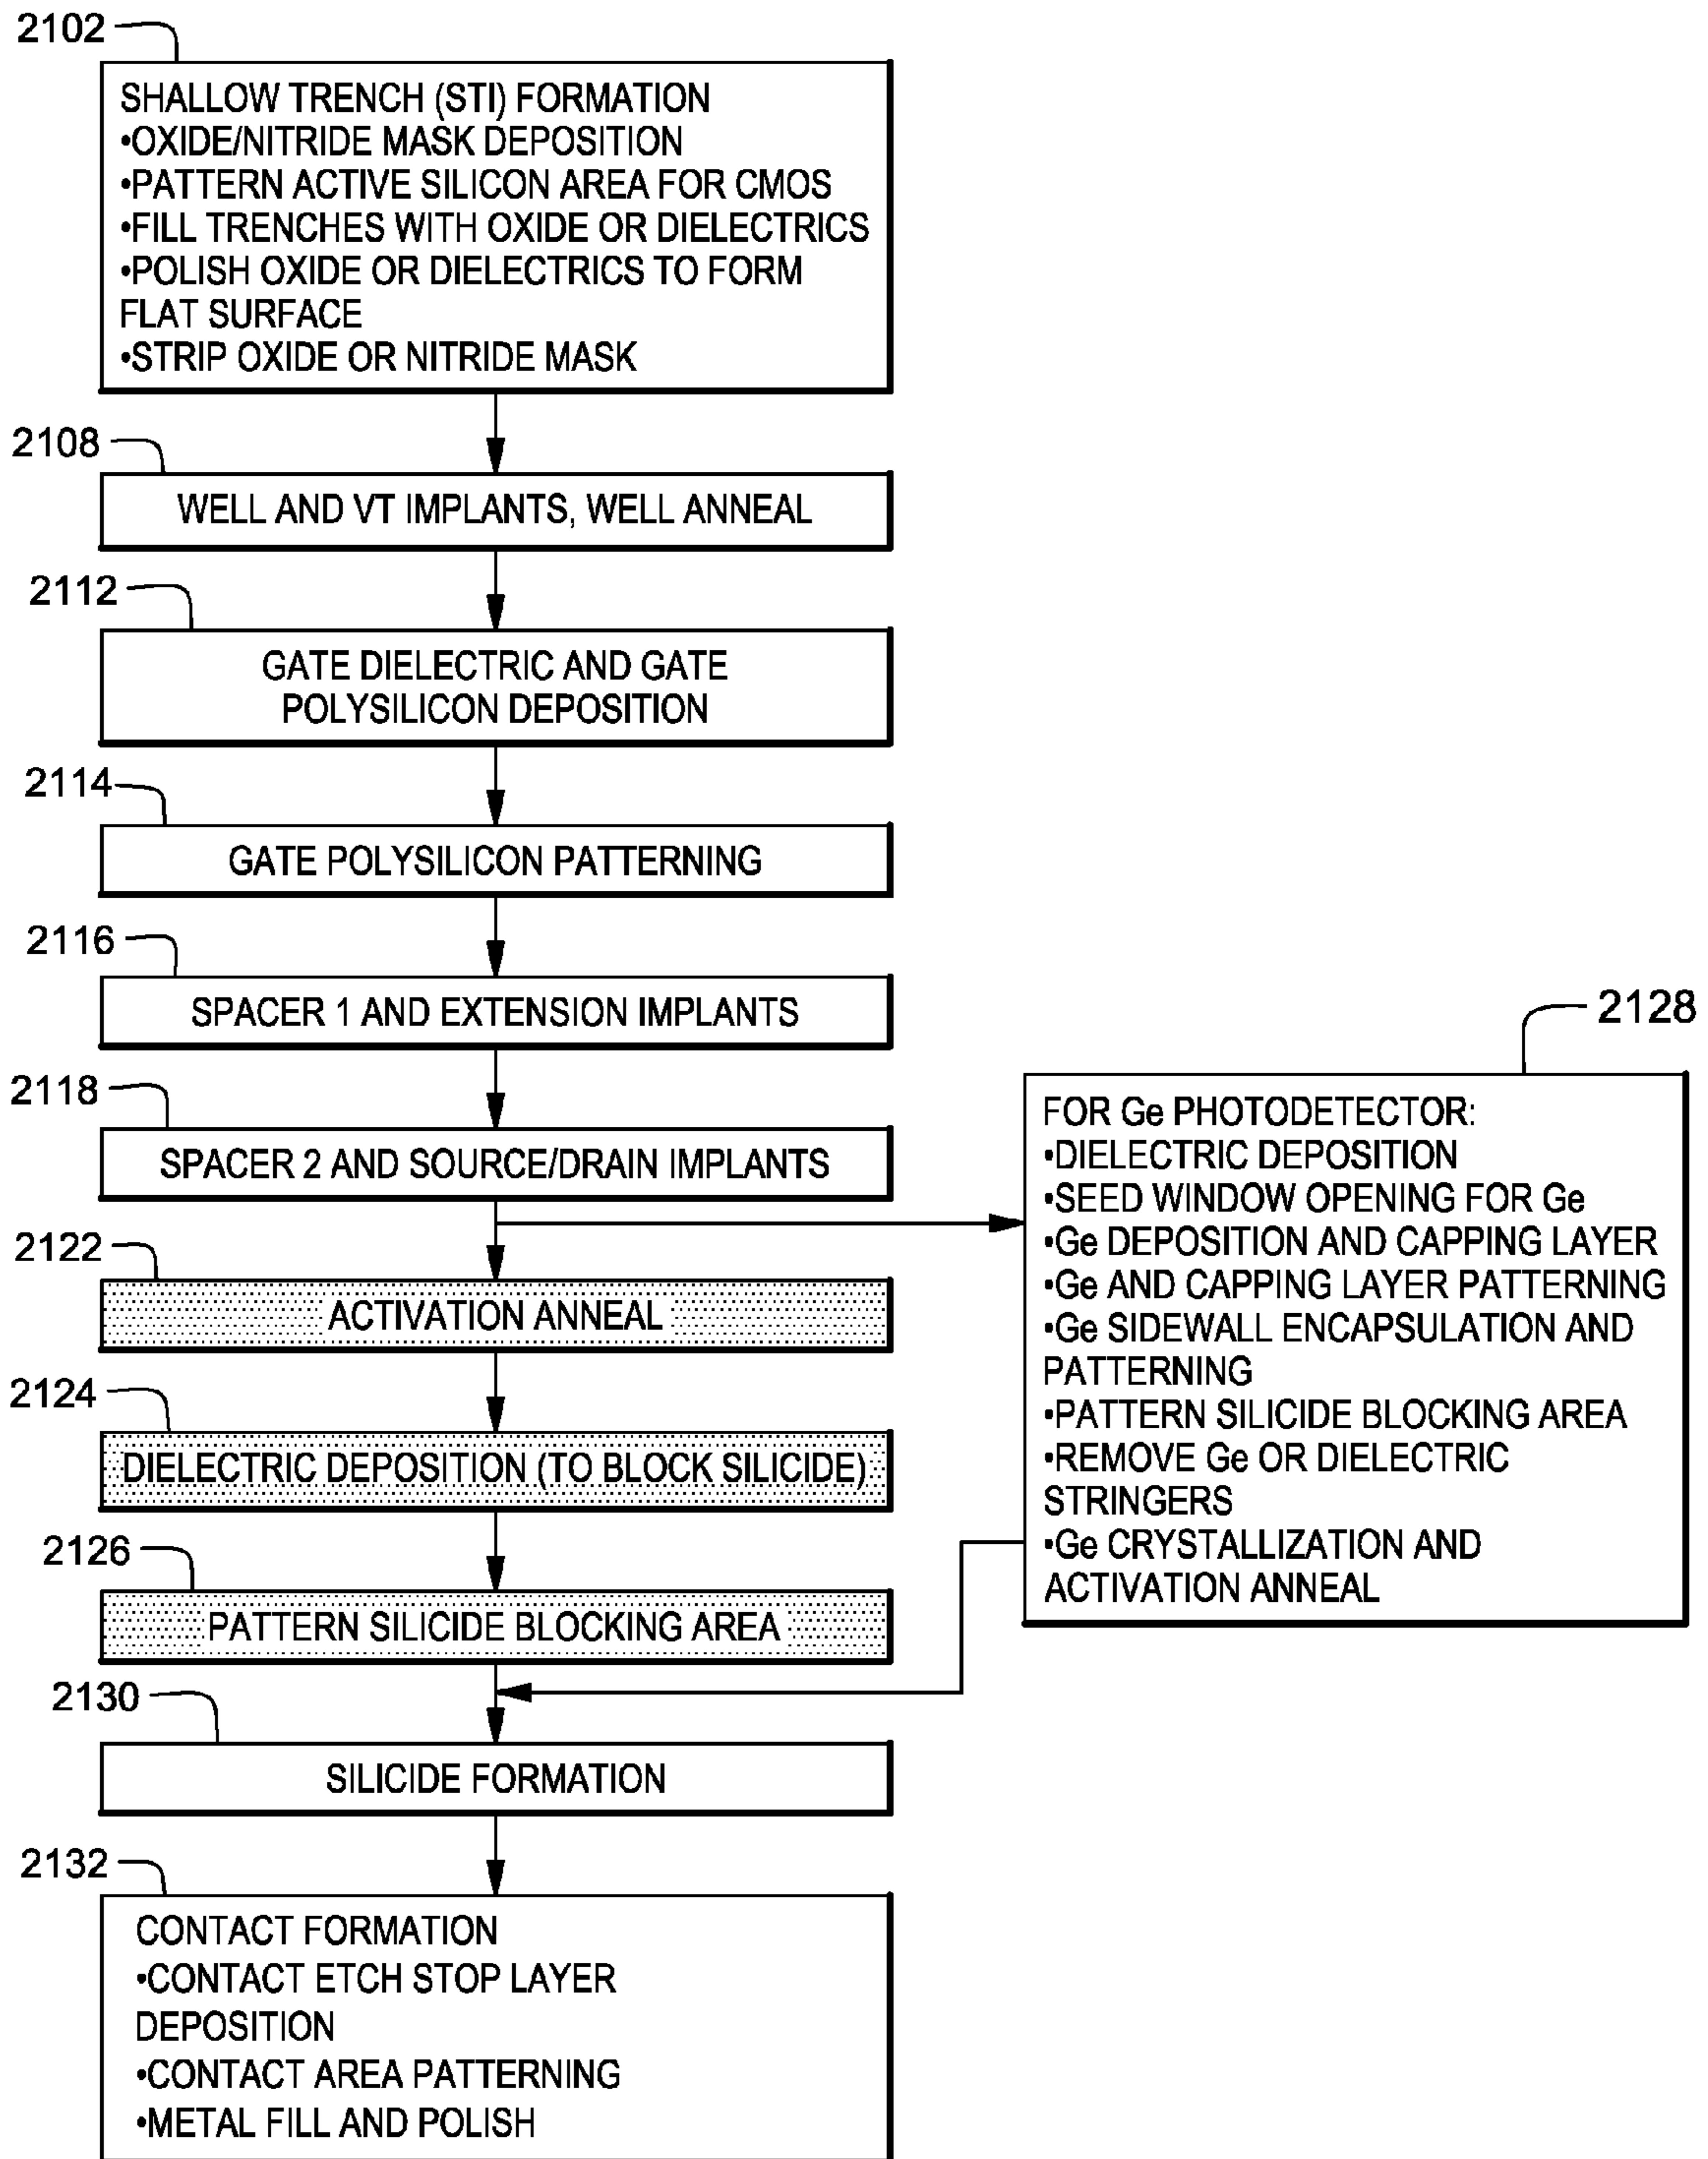 2102
SHALLOW TRENCH (STI) FORMATION
•OXIDE/NITRIDE MASK DEPOSITION
•PATTERN ACTIVE SILICON AREA FOR CMOS
•FILL TRENCHES WITH OXIDE OR DIELECTRICS
•POLISH OXIDE OR DIELECTRICS TO FORM
FLAT SURFACE
•STRIP OXIDE OR NITRIDE MASK
2108
WELL AND VT IMPLANTS, WELL ANNEAL
2112
GATE DIELECTRIC AND GATE
POLYSILICON DEPOSITION
2114
GATE POLYSILICON PATTERNING
2116
SPACER 1 AND EXTENSION IMPLANTS
2118
SPACER 2 AND SOURCE/DRAIN IMPLANTS
2122
ACTIVATION ANNEAL
2124
DIELECTRIC DEPOSITION (TO BLOCK SILICIDE)
2126
PATTERN SILICIDE BLOCKING AREA
2128
FOR Ge PHOTODETECTOR:
•DIELECTRIC DEPOSITION
•SEED WINDOW OPENING FOR Ge
•Ge DEPOSITION AND CAPPING LAYER
•Ge AND CAPPING LAYER PATTERNING
•Ge SIDEWALL ENCAPSULATION AND
PATTERNING
•PATTERN SILICIDE BLOCKING AREA
•REMOVE Ge OR DIELECTRIC
STRINGERS
•Ge CRYSTALLIZATION AND
ACTIVATION ANNEAL
2130
SILICIDE FORMATION
2132
CONTACT FORMATION
•CONTACT ETCH STOP LAYER
DEPOSITION
•CONTACT AREA PATTERNING
•METAL FILL AND POLISH